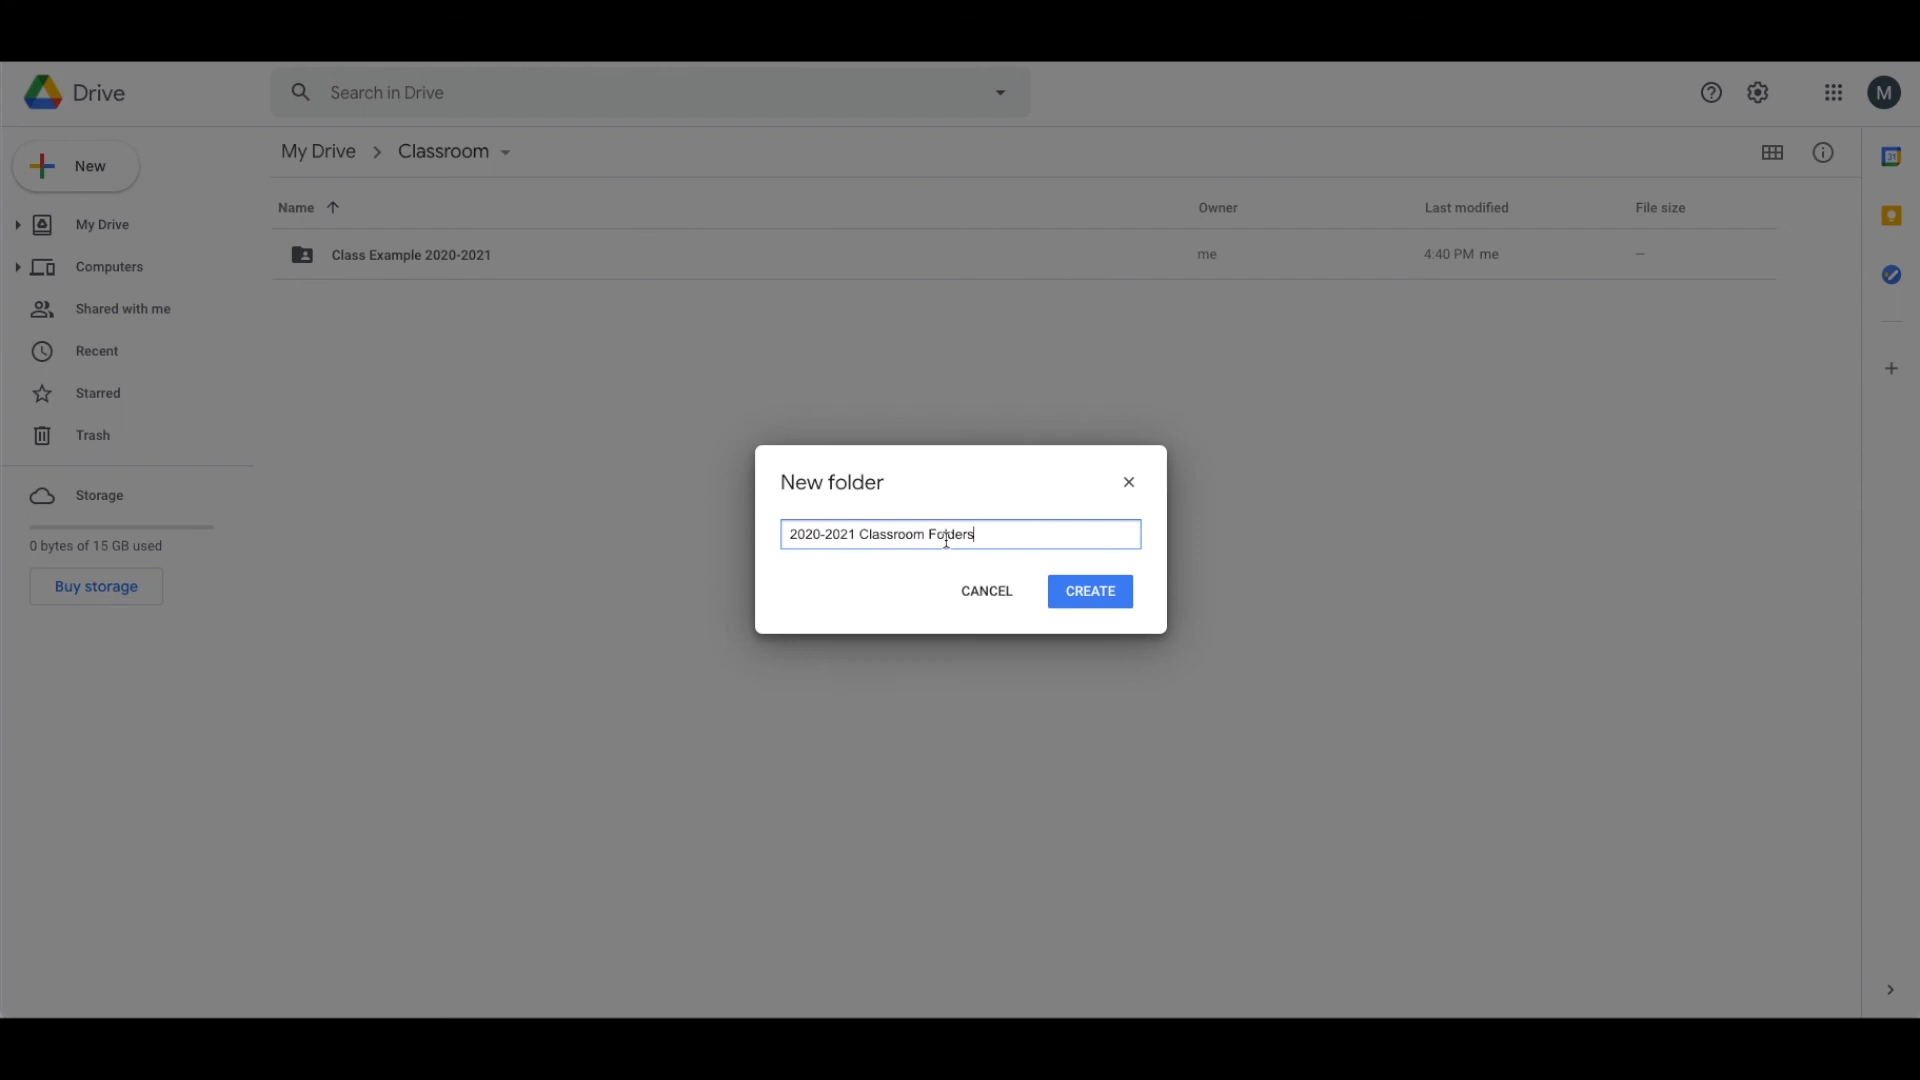 Drive
Search in Drive
M
New
My Drive > Classroom
31
Name
Owner
Last modified
File size
My Drive
Class Example 2020-2021
me
4:40 PM me
–
Computers
Shared with me
Recent
Starred
Trash
Storage
0 bytes of 15 GB used
Buy storage
New folder
2020-2021 Classroom Folders
CANCEL
CREATE